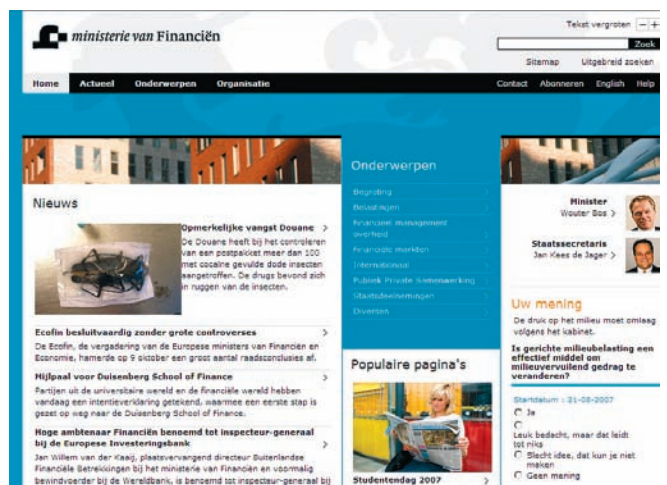 Tekst vergroten - +
ministerie van Financiën
Zoek
Sitemap Uitgebreid zoeken
Home Actueel Onderwerpen Organisatie Contact Abonneren English Help
Nieuws
Opmerkelijke vangst Douane
De Douane heeft bij het controleren
van een postpakket meer dan 100
met cocaïne gevulde dode insecten
aangetroffen. De drugs bevond zich
in ruggen van de insecten.
Ecofin besluitvaardig zonder grote controverses
De Ecofin, de vergadering van de Europese ministers van Financiën en
Economie, hamerde op 9 oktober een groot aantal raadsconclusies af.
Mijlpaal voor Duisenberg School of Finance
Partijen uit de universitaire wereld en de financiële wereld hebben
vandaag een intentieverklaring getekend, waarmee een eerste stap is
gezet op weg naar de Duisenberg School of Finance.
Hoge ambtenaar Financiën benoemd tot inspecteur-generaal
bij de Europese Investeringsbank
Jan Willem van der Kaaij, plaatsvervangend directeur Buitenlandse
Financiële Betrekkingen bij het ministerie van Financiën en voormalig
bewindvoerder bij de Wereldbank, is benoemd tot inspecteur-generaal bij
Onderwerpen
Begroting
Belastingen
Financieel management
overheid
Financiële markten
Internationaal
Publiek Private Samenwerking
Staatsdeelnemingen
Diversen
Populaire pagina's
Studentendag 2007
Minister
Wouter Bos
Staatssecretaris
Jan Kees de Jager
Uw mening
De druk op het milieu moet omlaag
volgens het kabinet.
Is gerichte milieubelasting een
effectief middel om
milieuvervuilend gedrag te
veranderen?
Startdatum : 31-08-2007
Ja
Leuk bedacht, maar dat leidt
tot niks
Slecht idee, dat kun je niet
maken
Geen mening